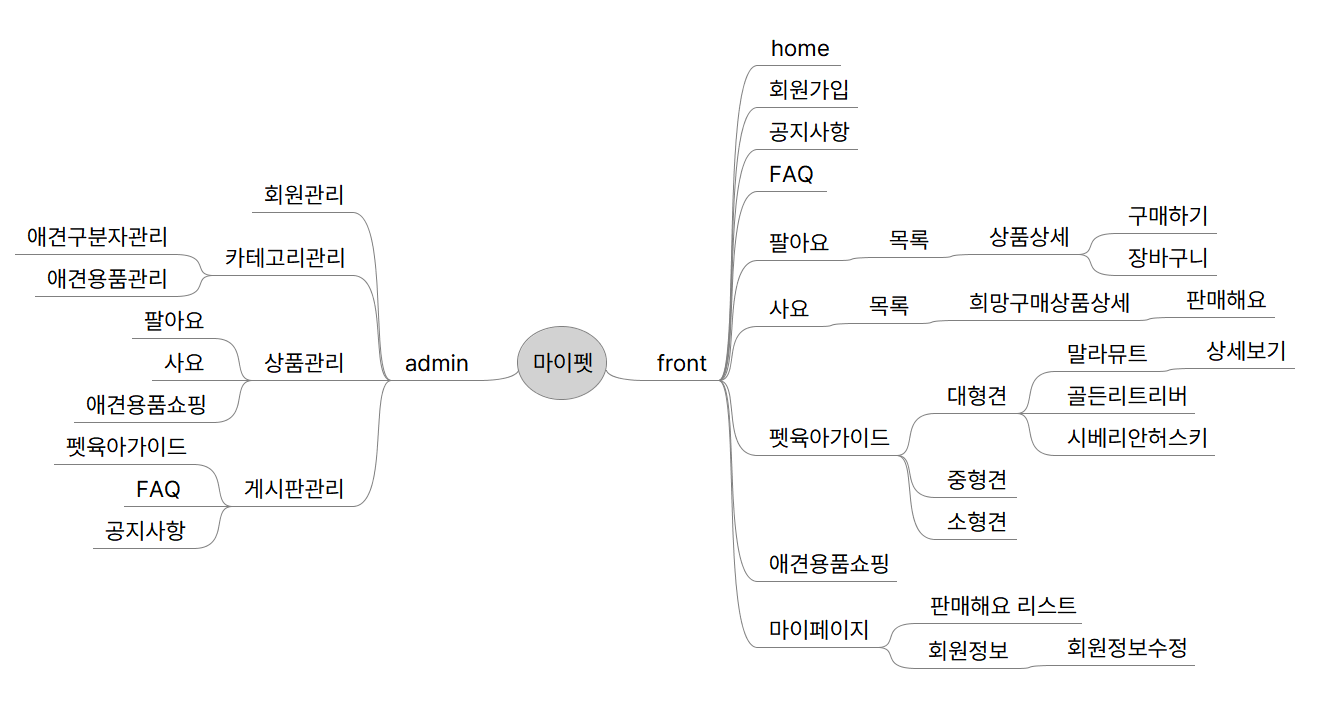 home
회원가입
공지사항
FAQ
회원관리
구매하기
애견구분자관리
팔아요
목록
상품상세
카테고리관리
장바구니
애견용품관리
사요
목록
희망구매상품상세
판매해요
팔아요
말라뮤트
상세보기
사요
상품관리
admin
마이펫
front
대형견
골든리트리버
애견용품쇼핑
펫육아가이드
시베리안허스키
펫육아가이드
중형견
FAQ
게시판관리
소형견
공지사항
애견용품쇼핑
판매해요 리스트
마이페이지
회원정보
회원정보수정